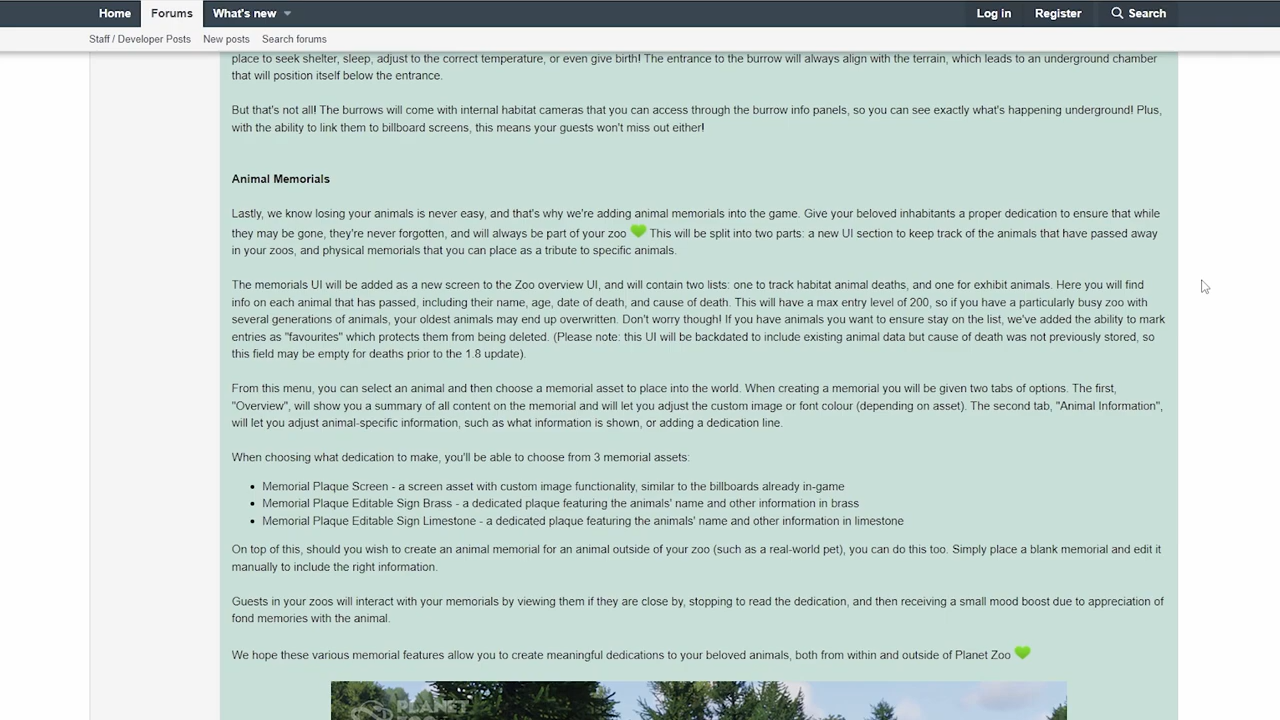 Home Forums What's new Log in Register Search
Staff / Developer Posts New posts Search forums
place to seek shelter, sleep, adjust to the correct temperature, or even give birth! The entrance to the burrow will always align with the terrain, which leads to an underground chamber
that will position itself below the entrance.
But that's not all! The burrows will come with internal habitat cameras that you can access through the burrow info panels, so you can see exactly what's happening underground! Plus,
with the ability to link them to billboard screens, this means your guests won't miss out either!
Animal Memorials
Lastly, we know losing your animals is never easy, and that's why we're adding animal memorials into the game. Give your beloved inhabitants a proper dedication to ensure that while
they may be gone, they're never forgotten, and will always be part of your zoo 💚 This will be split into two parts: a new UI section to keep track of the animals that have passed away
in your zoos, and physical memorials that you can place as a tribute to specific animals.
The memorials UI will be added as a new screen to the Zoo overview UI, and will contain two lists: one to track habitat animal deaths, and one for exhibit animals. Here you will find
info on each animal that has passed, including their name, age, date of death, and cause of death. This will have a max entry level of 200, so if you have a particularly busy zoo with
several generations of animals, your oldest animals may end up overwritten. Don't worry though! If you have animals you want to ensure stay on the list, we've added the ability to mark
entries as "favourites" which protects them from being deleted. (Please note: this UI will be backdated to include existing animal data but cause of death was not previously stored, so
this field may be empty for deaths prior to the 1.8 update).
From this menu, you can select an animal and then choose a memorial asset to place into the world. When creating a memorial you will be given two tabs of options. The first,
"Overview", will show you a summary of all content on the memorial and will let you adjust the custom image or font colour (depending on asset). The second tab, "Animal Information",
will let you adjust animal-specific information, such as what information is shown, or adding a dedication line.
When choosing what dedication to make, you'll be able to choose from 3 memorial assets:
• Memorial Plaque Screen - a screen asset with custom image functionality, similar to the billboards already in-game
• Memorial Plaque Editable Sign Brass - a dedicated plaque featuring the animals' name and other information in brass
• Memorial Plaque Editable Sign Limestone - a dedicated plaque featuring the animals' name and other information in limestone
On top of this, should you wish to create an animal memorial for an animal outside of your zoo (such as a real-world pet), you can do this too. Simply place a blank memorial and edit it
manually to include the right information.
Guests in your zoos will interact with your memorials by viewing them if they are close by, stopping to read the dedication, and then receiving a small mood boost due to appreciation of
fond memories with the animal.
We hope these various memorial features allow you to create meaningful dedications to your beloved animals, both from within and outside of Planet Zoo 💚
PLANET
ZOO